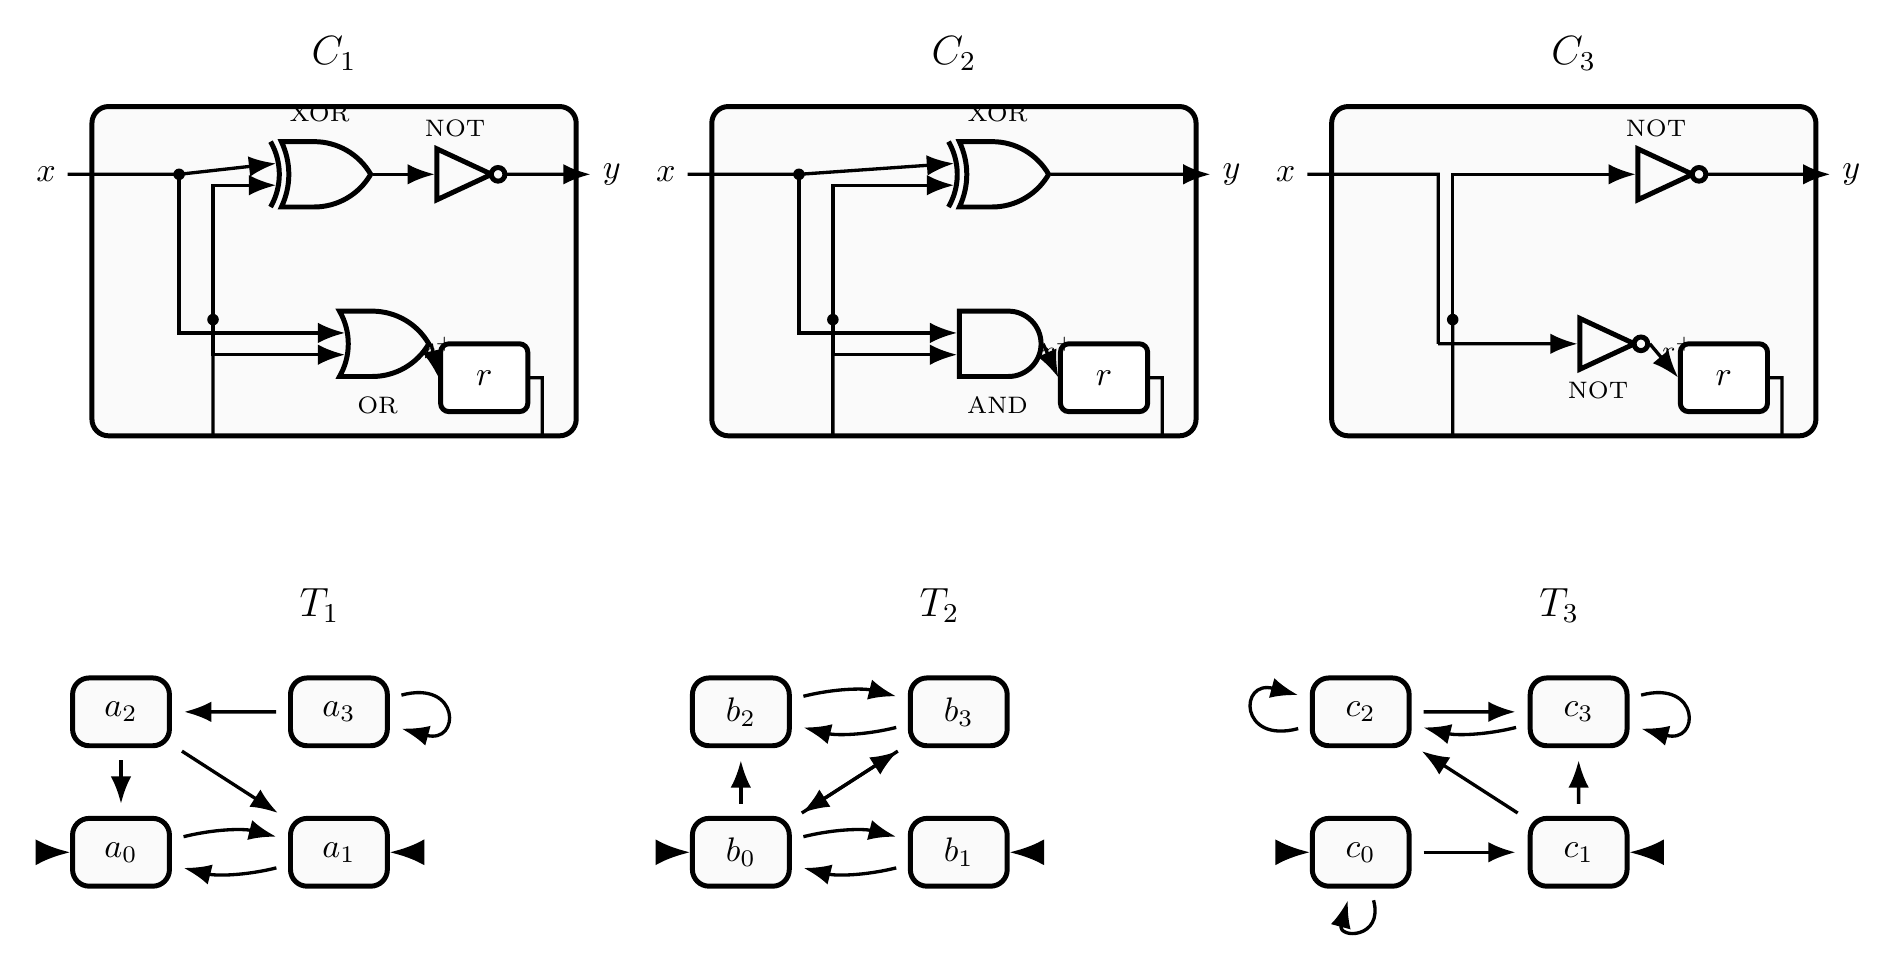 C₁ C₂ C₃
XOR NOT XOR NOT
x y x y x y
r r r
OR AND NOT
T₁ T₂ T₃
a₂ a₃ b₂ b₃ c₂ c₃
a₀ a₁ b₀ b₁ c₀ c₁